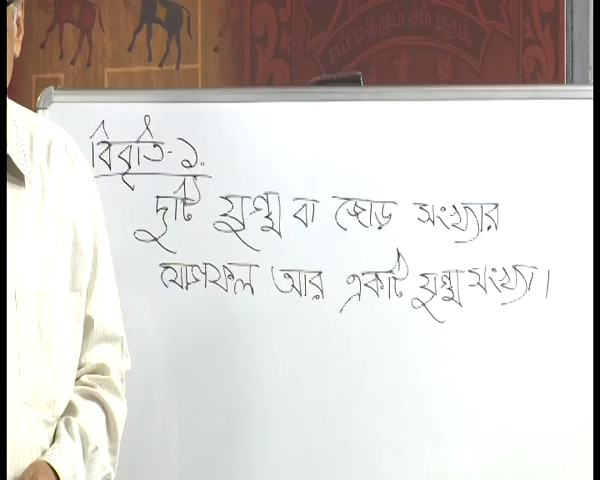 বিবৃতি-১..
দুটি যুগ্ম বা জোড় সংখ্যার
যোগফল আর একটি যুগ্ম সংখ্যা।